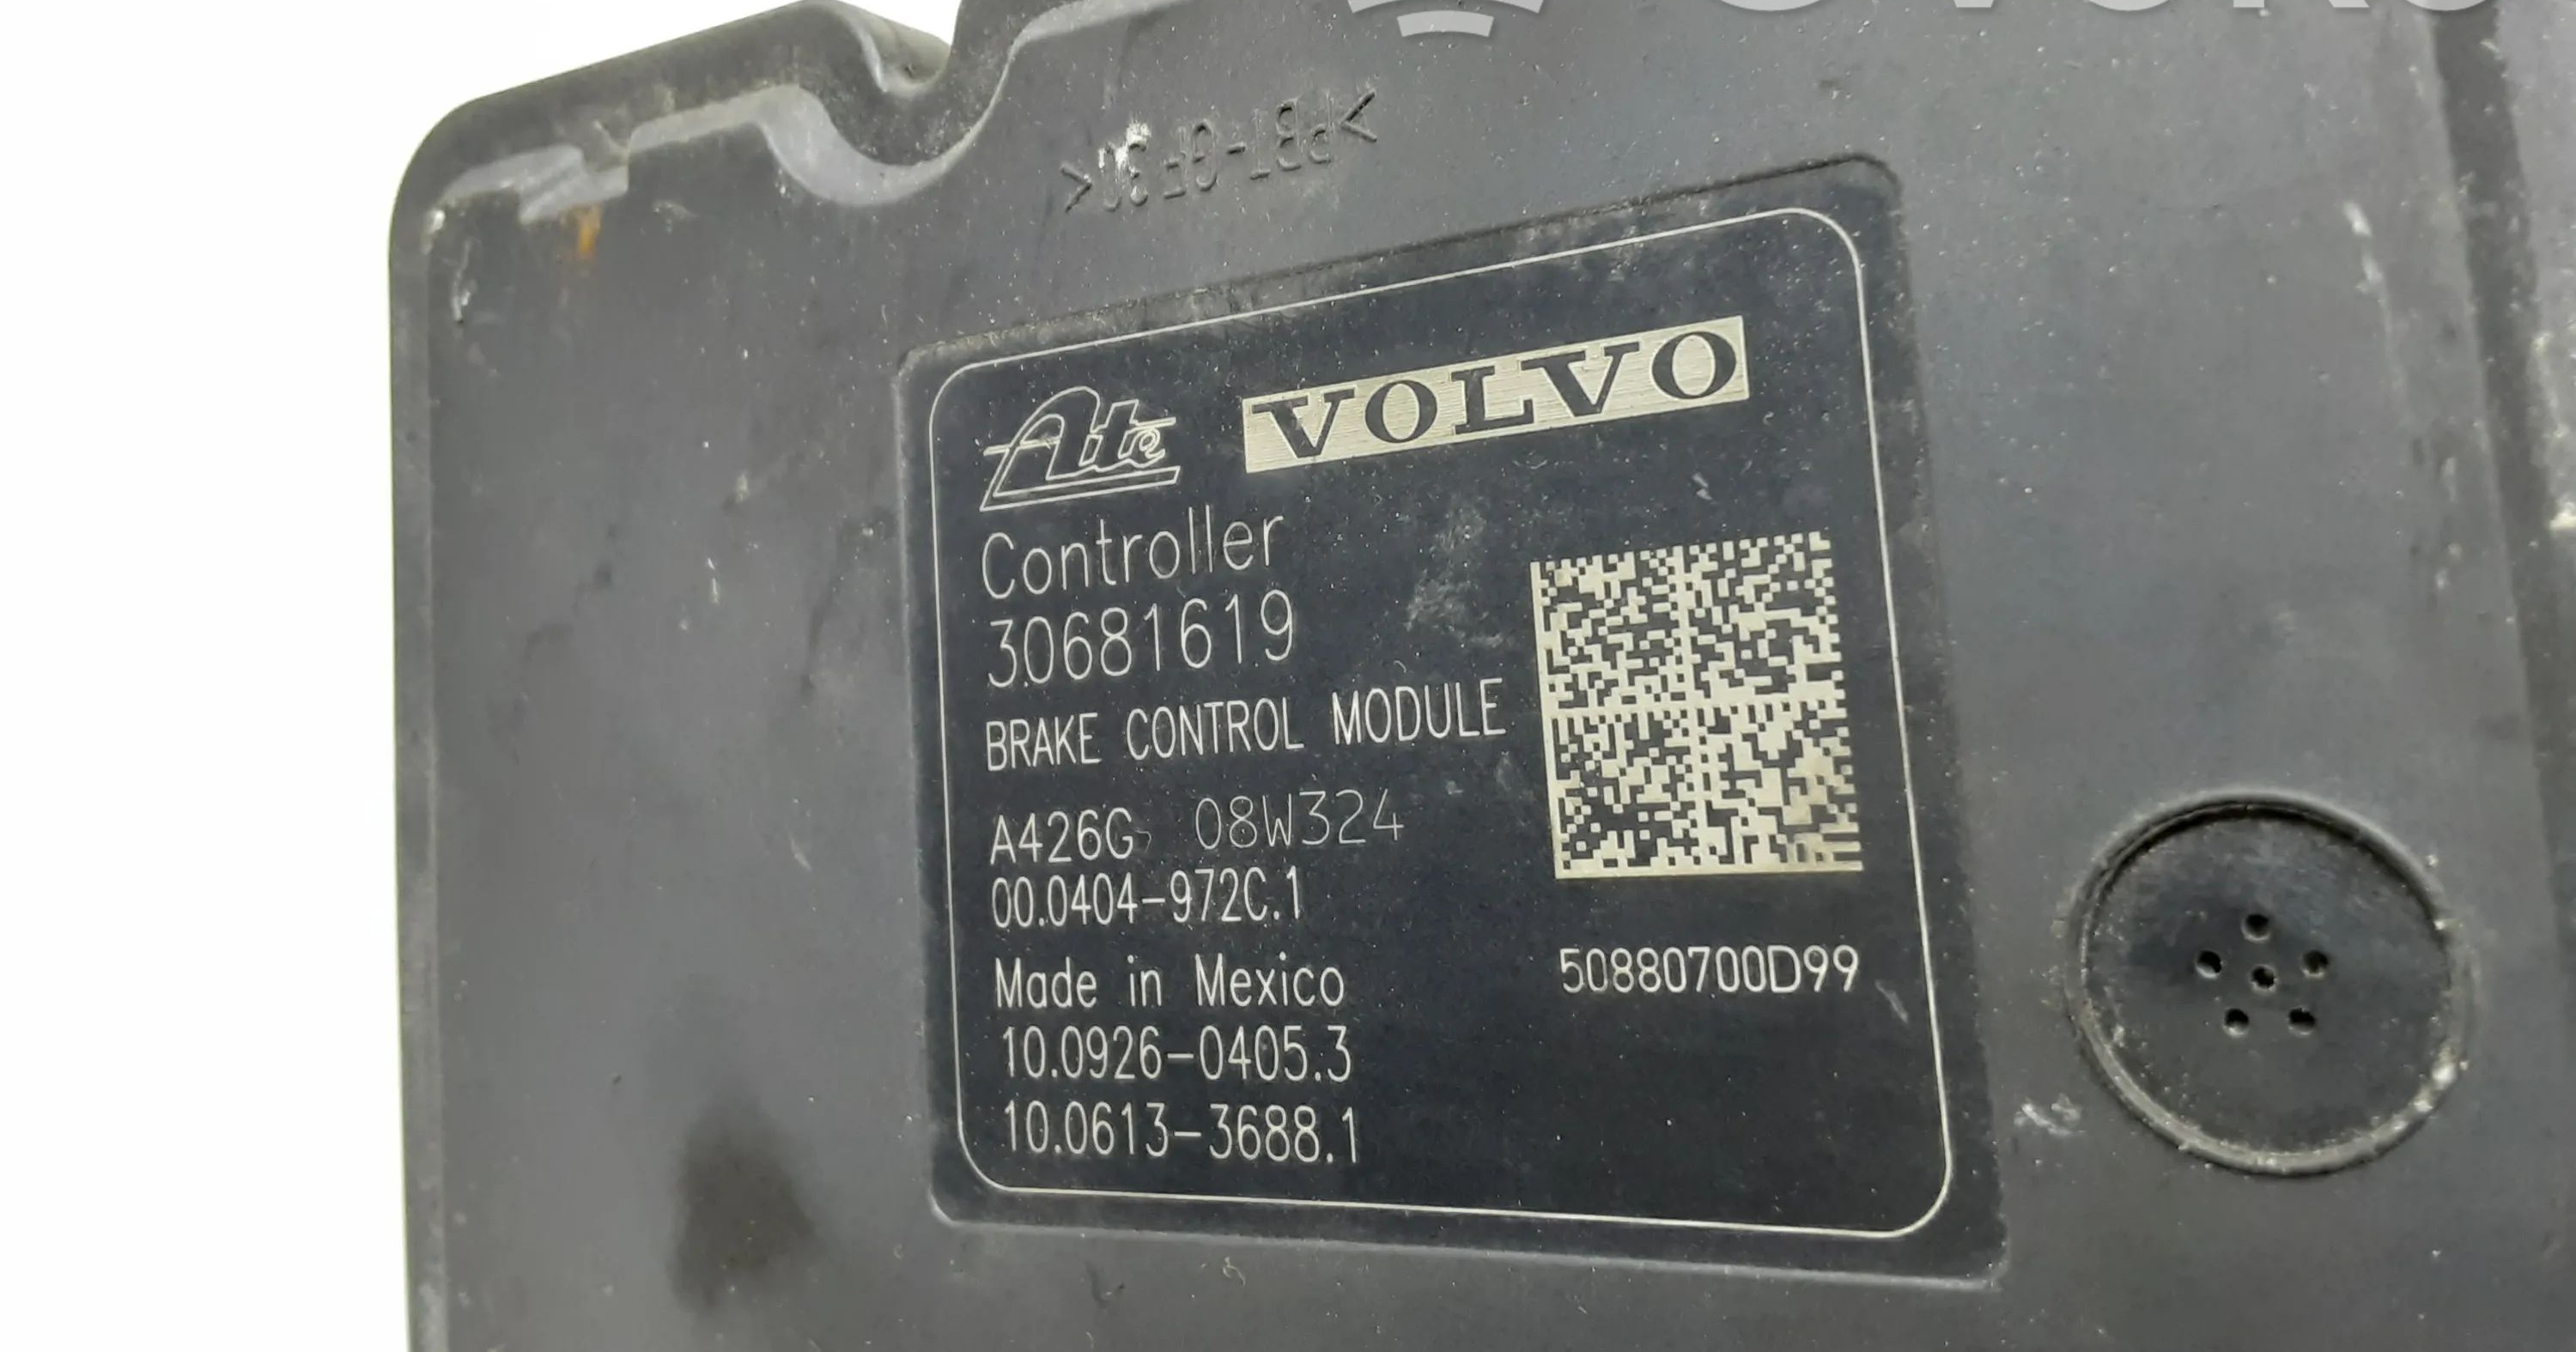 >PBT-GF30<
Ate VOLVO
Controller
30681619
BRAKE CONTROL MODULE
A426G 08W324
00.0404-972C.1
Made in Mexico
50880700D99
10.0926-0405.3
10.0613-3688.1